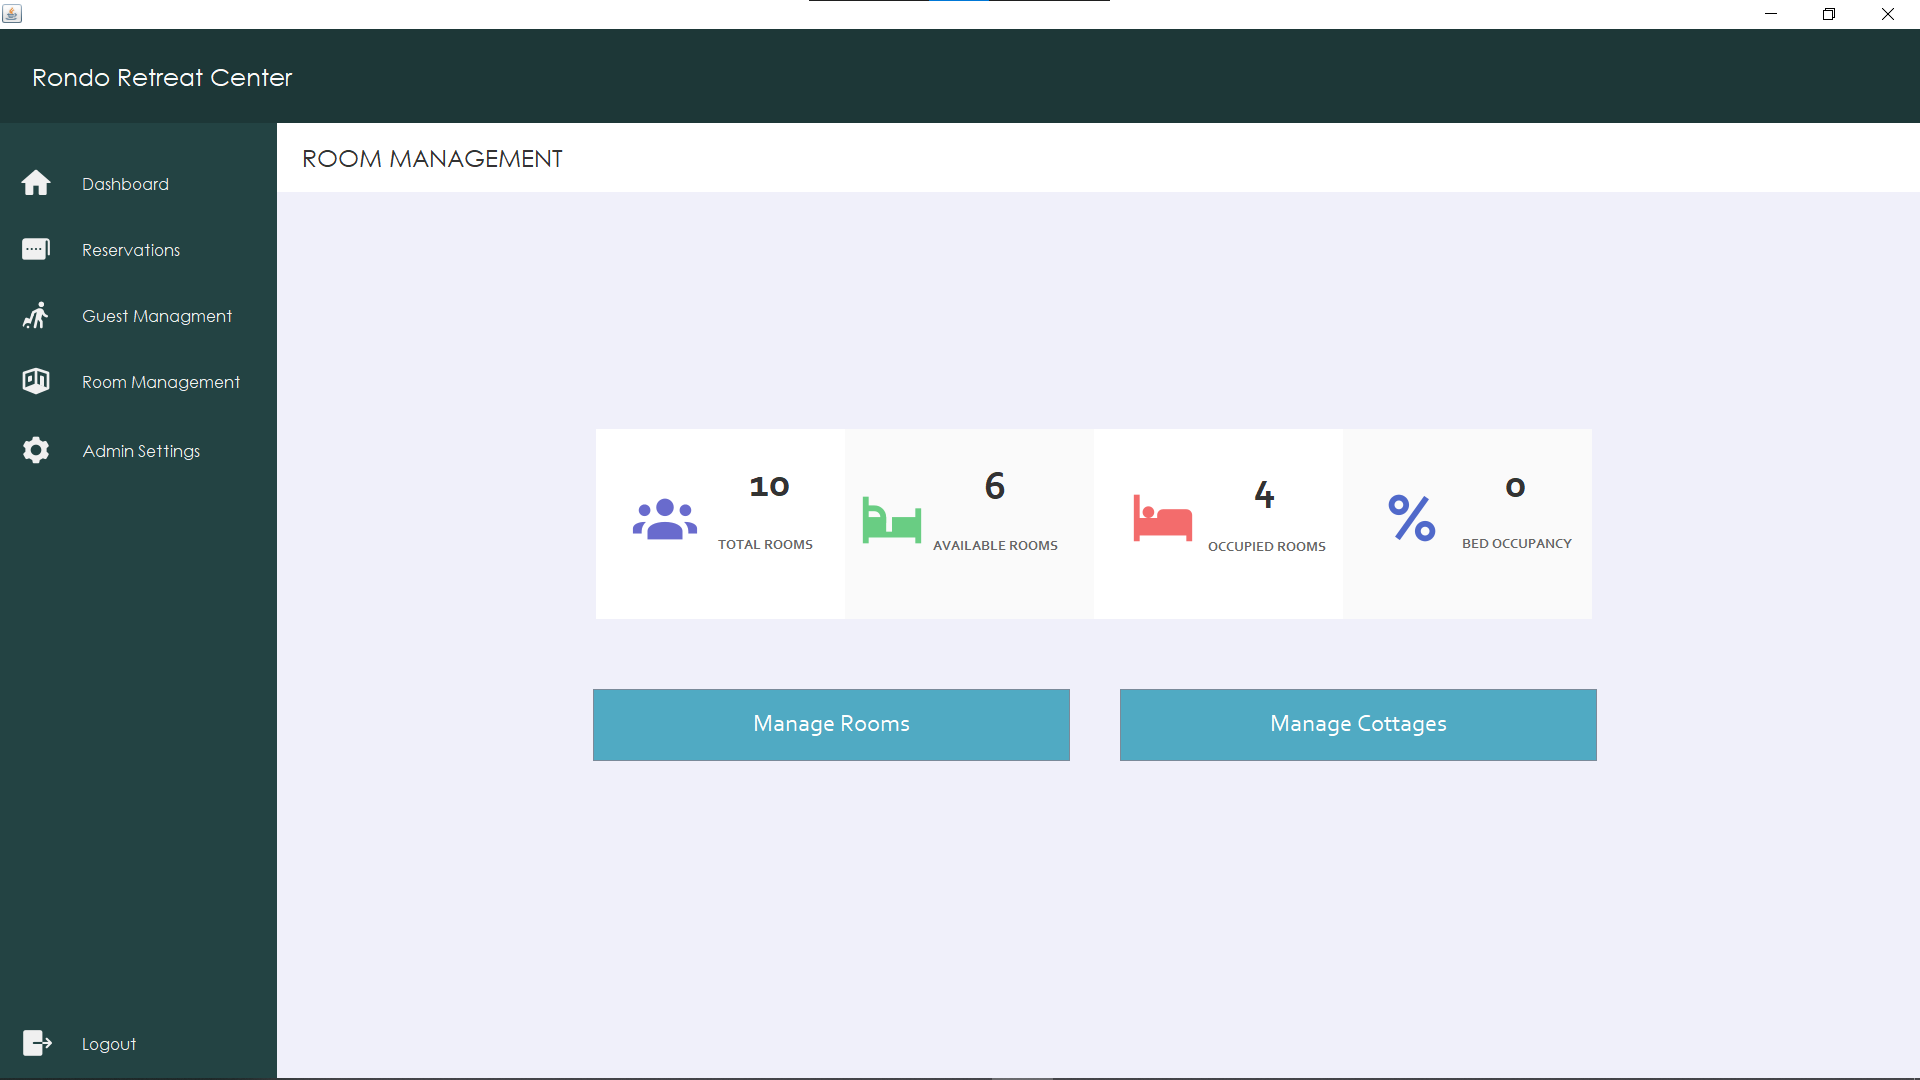 Rondo Retreat Center
ROOM MANAGEMENT
Dashboard
Reservations
Guest Managment
Room Management
Admin Settings
Logout
10
TOTAL ROOMS
6
AVAILABLE ROOMS
4
OCCUPIED ROOMS
%
0
BED OCCUPANCY
Manage Rooms
Manage Cottages